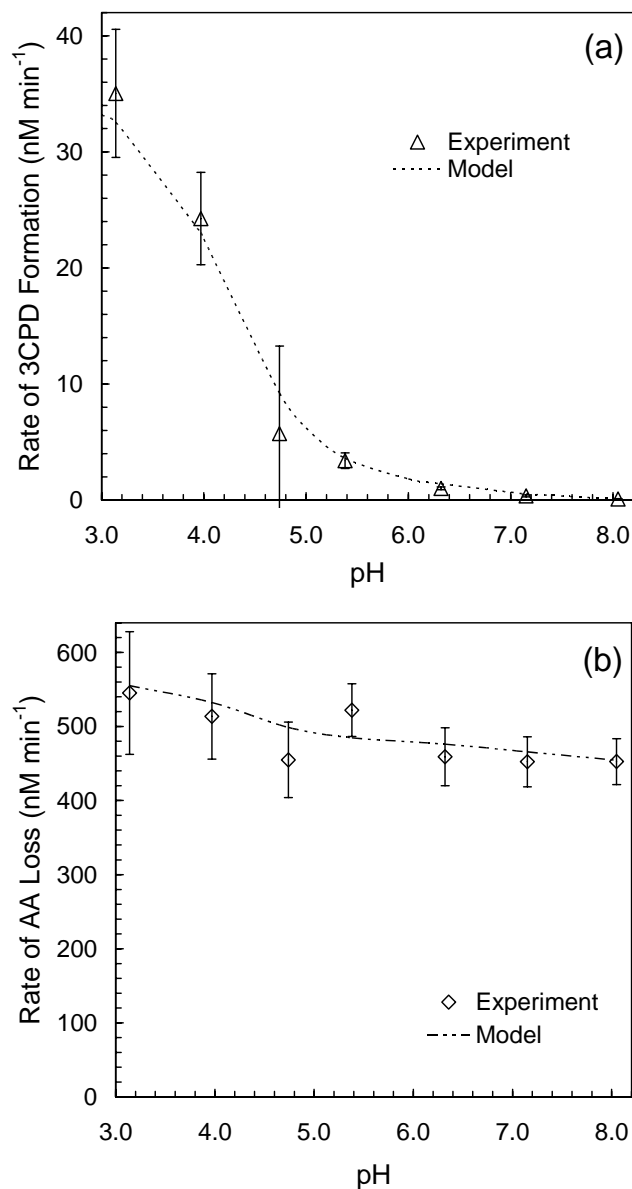 (a)
40
30
20
10
0
Rate of 3CPD Formation (nM min⁻¹)
Experiment
Model
3.0 4.0 5.0 6.0 7.0 8.0
pH
(b)
600
500
400
300
200
100
0
Rate of AA Loss (nM min⁻¹)
Experiment
Model
3.0 4.0 5.0 6.0 7.0 8.0
pH